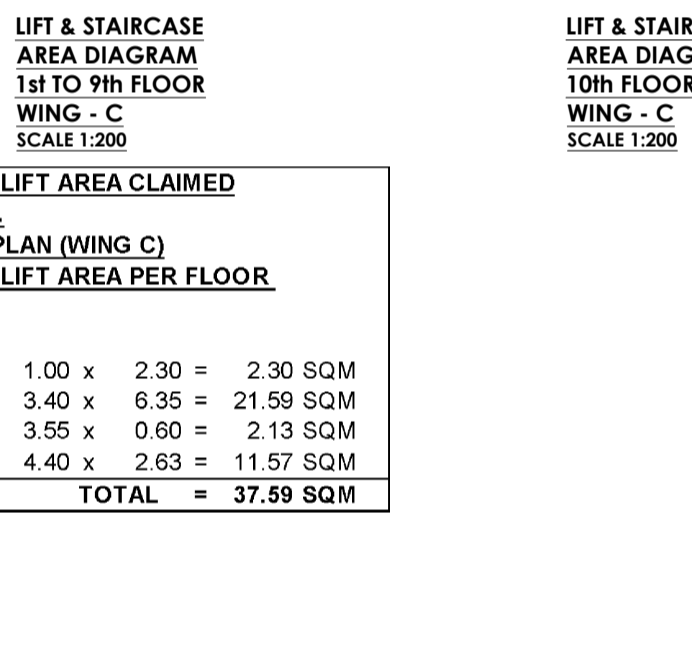 LIFT & STAIRCASE
AREA DIAGRAM
1st TO 9th FLOOR
WING - C
SCALE 1:200
LIFT & STAIR
AREA DIAG
10th FLOOR
WING - C
SCALE 1:200
LIFT AREA CLAIMED
PLAN (WING C)
LIFT AREA PER FLOOR
1.00 x 2.30 = 2.30 SQM
3.40 x 6.35 = 21.59 SQM
3.55 x 0.60 = 2.13 SQM
4.40 x 2.63 = 11.57 SQM
TOTAL = 37.59 SQM